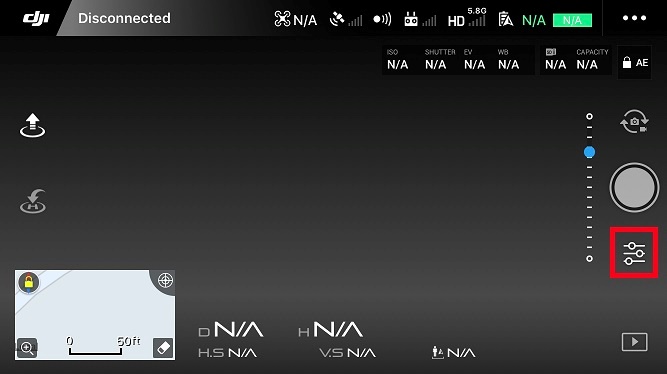 dji Disconnected N/A HD 5.8G N/A N/A
ISO SHUTTER EV WB CAPACITY
N/A N/A N/A N/A N/A AE
H
0 50ft
D N/A H N/A
H.S N/A V.S N/A N/A